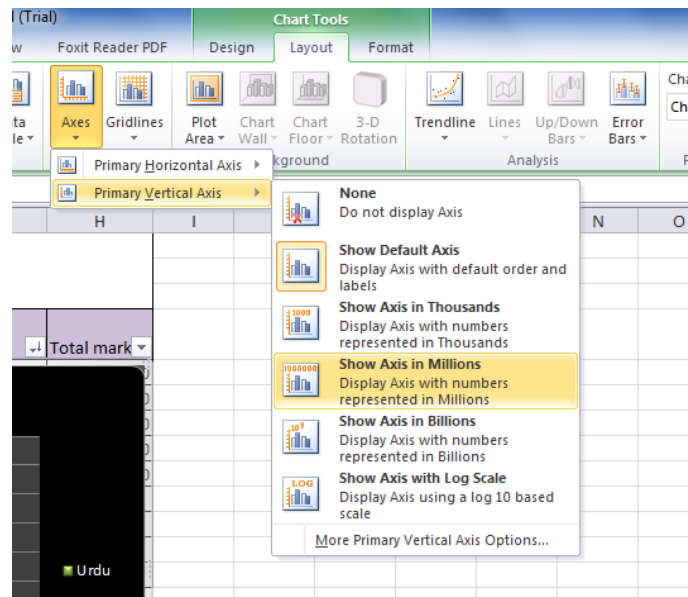 l (Trial)
Chart Tools
w Foxit Reader PDF Design Layout Format
ta
le
Axes
Gridlines
Plot
Area
Chart
Wall
Chart
Floor
3-D
Rotation
Trendline
Lines
Up/Down
Bars
Error
Bars
Cha
Ch
kground
Analysis
Primary Horizontal Axis
Primary Vertical Axis
None
Do not display Axis
Show Default Axis
Display Axis with default order and
labels
1000
Show Axis in Thousands
Display Axis with numbers
represented in Thousands
1000000
Show Axis in Millions
Display Axis with numbers
represented in Millions
10⁹
Show Axis in Billions
Display Axis with numbers
represented in Billions
LOG
Show Axis with Log Scale
Display Axis using a log 10 based
scale
More Primary Vertical Axis Options...
H I N O
Total mark
Urdu